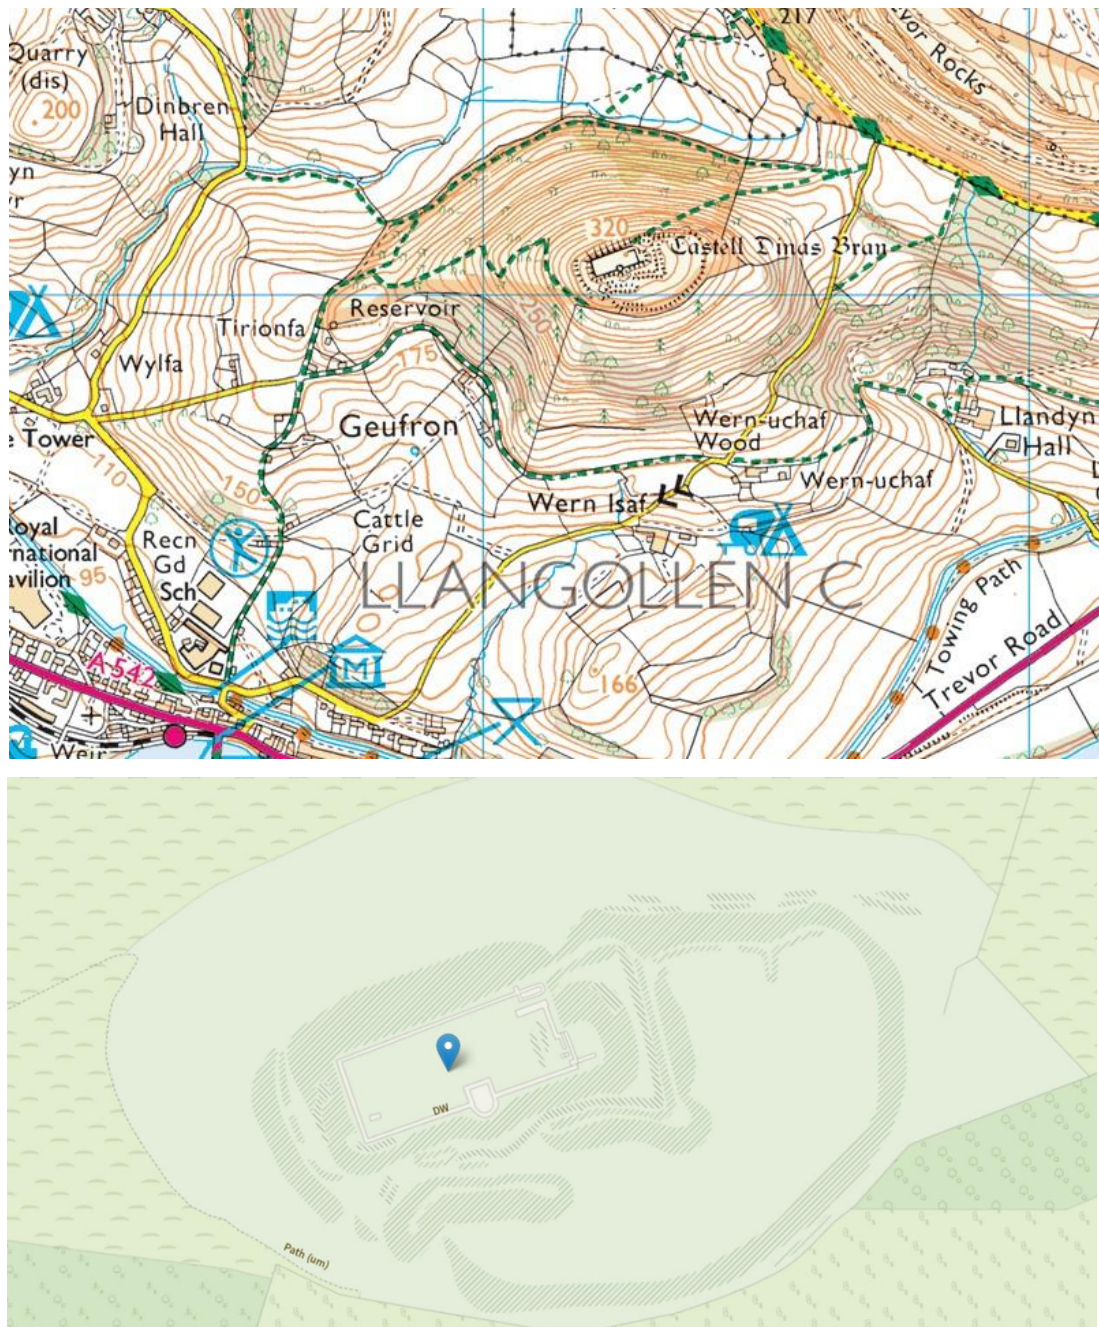 217
vor Rocks
Quarry
(dis)
200
Dinbren
Hall
yn
r
320
Castell Dinas Bran
250
Reservoir
Tirionfa
175
Wylfa
Geufron
Wern-uchaf
Wood
Llandyn
Hall
e Tower
110
150
Wern Isaf
Wern-uchaf
Cattle
Grid
oyal
rnational
avilion
95
Recn
Gd
Sch
LLANGOLLEN C
Towing Path
Trevor Road
A 542
M
166
Weir
DW
Path (um)